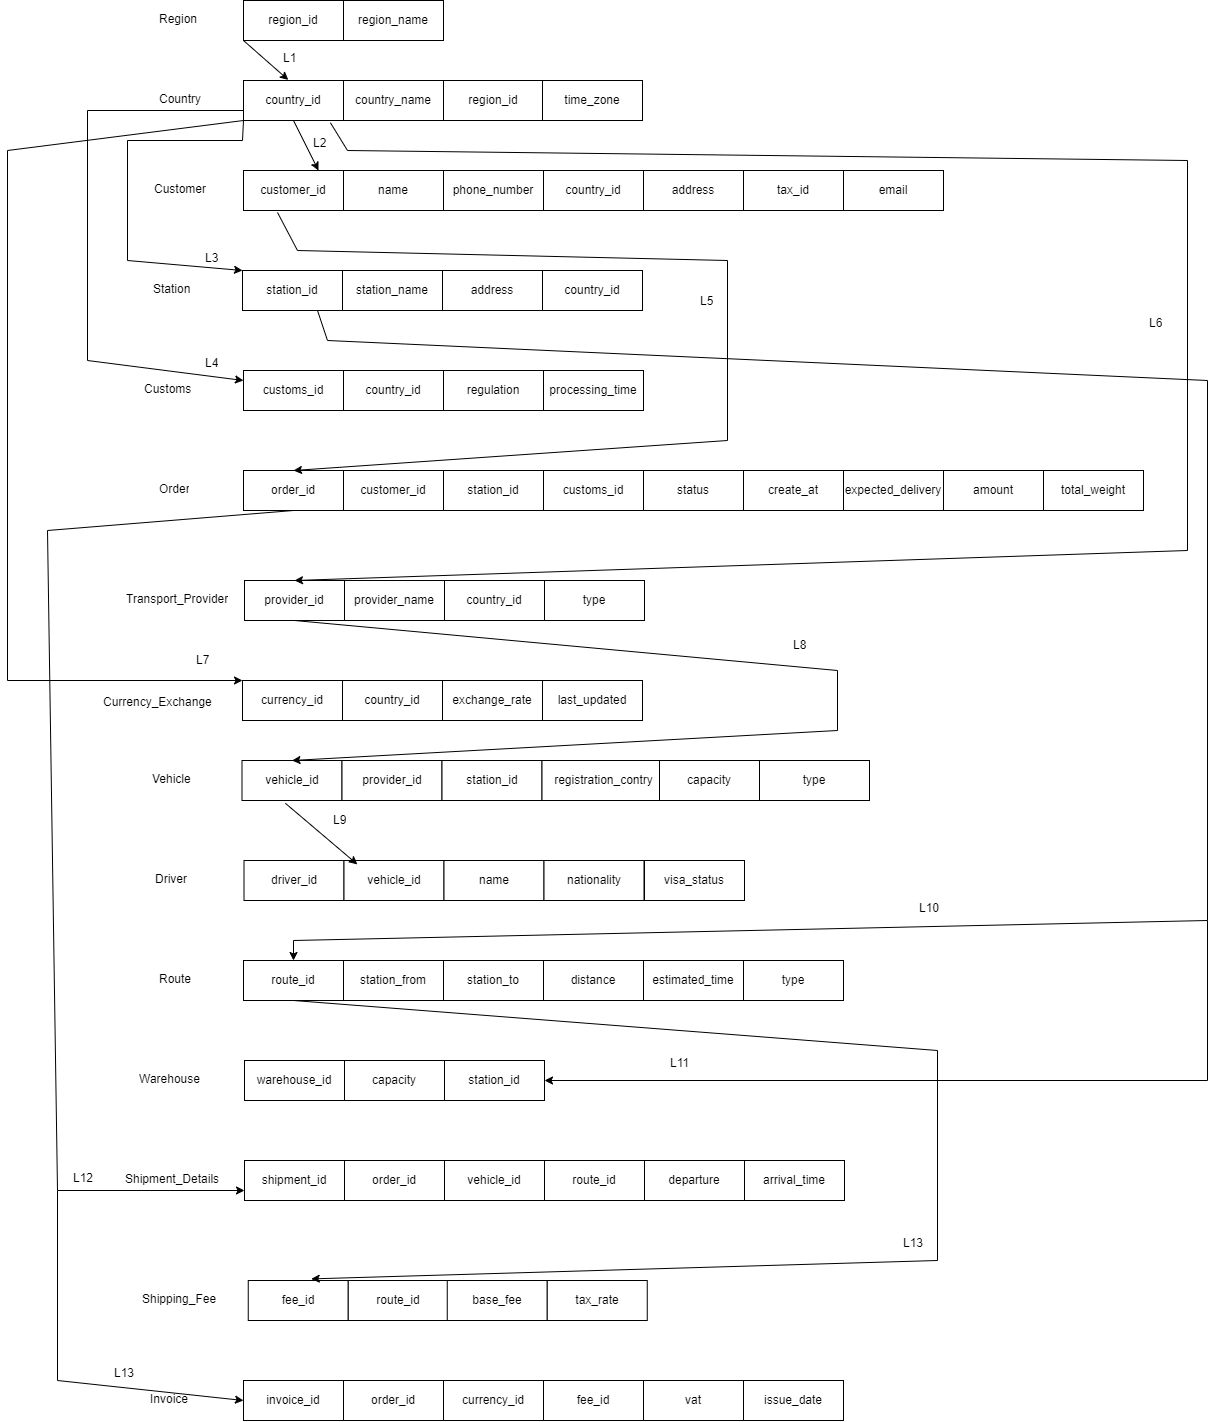 Region region_id region_name
L1
Country country_id country_name region_id time_zone
L2
Customer customer_id name phone_number country_id address tax_id email
L3
Station station_id station_name address country_id
L5
L6
L4
Customs customs_id country_id regulation processing_time
Order order_id customer_id station_id customs_id status create_at expected_delivery amount total_weight
Transport_Provider provider_id provider_name country_id type
L8
L7
Currency_Exchange currency_id country_id exchange_rate last_updated
Vehicle vehicle_id provider_id station_id registration_contry capacity type
L9
Driver driver_id vehicle_id name nationality visa_status
L10
Route route_id station_from station_to distance estimated_time type
L11
Warehouse warehouse_id capacity station_id
L12 Shipment_Details shipment_id order_id vehicle_id route_id departure arrival_time
L13
Shipping_Fee fee_id route_id base_fee tax_rate
L13
Invoice invoice_id order_id currency_id fee_id vat issue_date